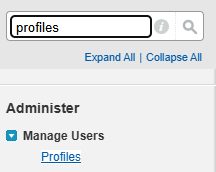 profiles
Expand All | Collapse All
Administer
Manage Users
Profiles